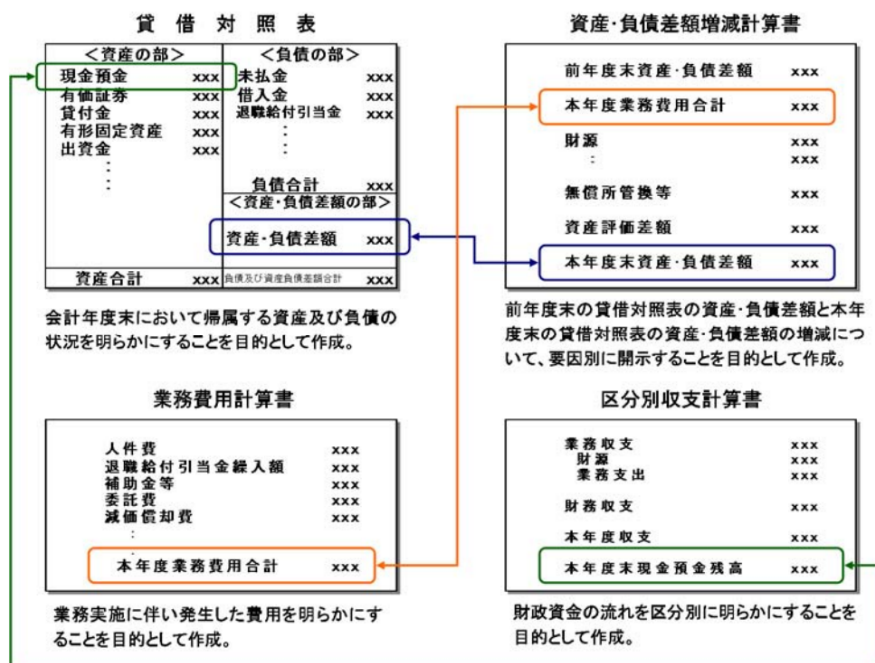 貸借対照表
<資産の部>
現金預金 xxx
有価証券 xxx
貸付金 xxx
有形固定資産 xxx
出資金 xxx
:
:
資産合計 xxx
<負債の部>
未払金 xxx
借入金 xxx
退職給付引当金 xxx
:
:
負債合計 xxx
<資産・負債差額の部>
資産・負債差額 xxx
負債及び資産負債差額合計 xxx
会計年度末において帰属する資産及び負債の
状況を明らかにすることを目的として作成。
資産・負債差額増減計算書
前年度末資産・負債差額 xxx
本年度業務費用合計 xxx
財源 xxx
: xxx
無償所管換等 xxx
資産評価差額 xxx
本年度末資産・負債差額 xxx
前年度末の貸借対照表の資産・負債差額と本年
度末の貸借対照表の資産・負債差額の増減につ
いて、要因別に開示することを目的として作成。
業務費用計算書
人件費 xxx
退職給付引当金繰入額 xxx
補助金等 xxx
委託費 xxx
減価償却費 xxx
:
.
本年度業務費用合計 xxx
業務実施に伴い発生した費用を明らかにす
ることを目的として作成。
区分別収支計算書
業務収支 xxx
財源 xxx
業務支出 xxx
財務収支 xxx
本年度収支 xxx
本年度末現金預金残高 xxx
財政資金の流れを区分別に明らかにすることを
目的として作成。